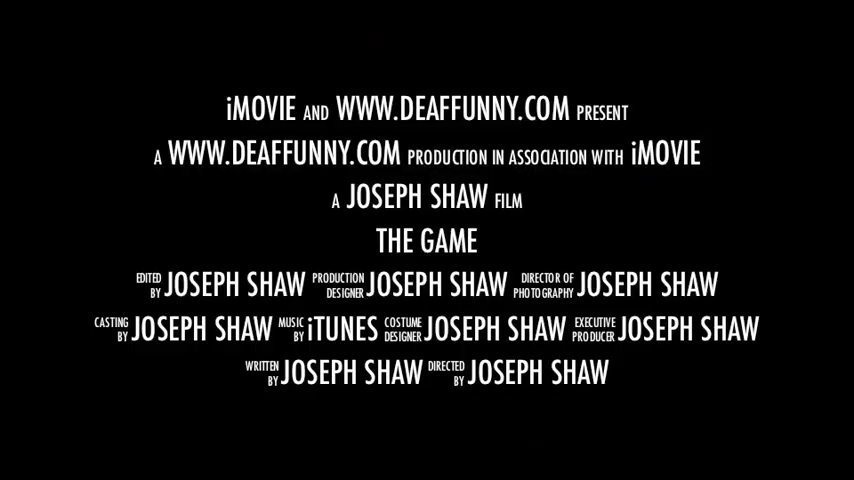 iMOVIE AND WWW.DEAFFUNNY.COM PRESENT
A WWW.DEAFFUNNY.COM PRODUCTION IN ASSOCIATION WITH iMOVIE
A JOSEPH SHAW FILM
THE GAME
EDITED BY JOSEPH SHAW PRODUCTION DESIGNER JOSEPH SHAW DIRECTOR OF PHOTOGRAPHY JOSEPH SHAW
CASTING BY JOSEPH SHAW MUSIC BY iTUNES COSTUME DESIGNER JOSEPH SHAW EXECUTIVE PRODUCER JOSEPH SHAW
WRITTEN BY JOSEPH SHAW DIRECTED BY JOSEPH SHAW